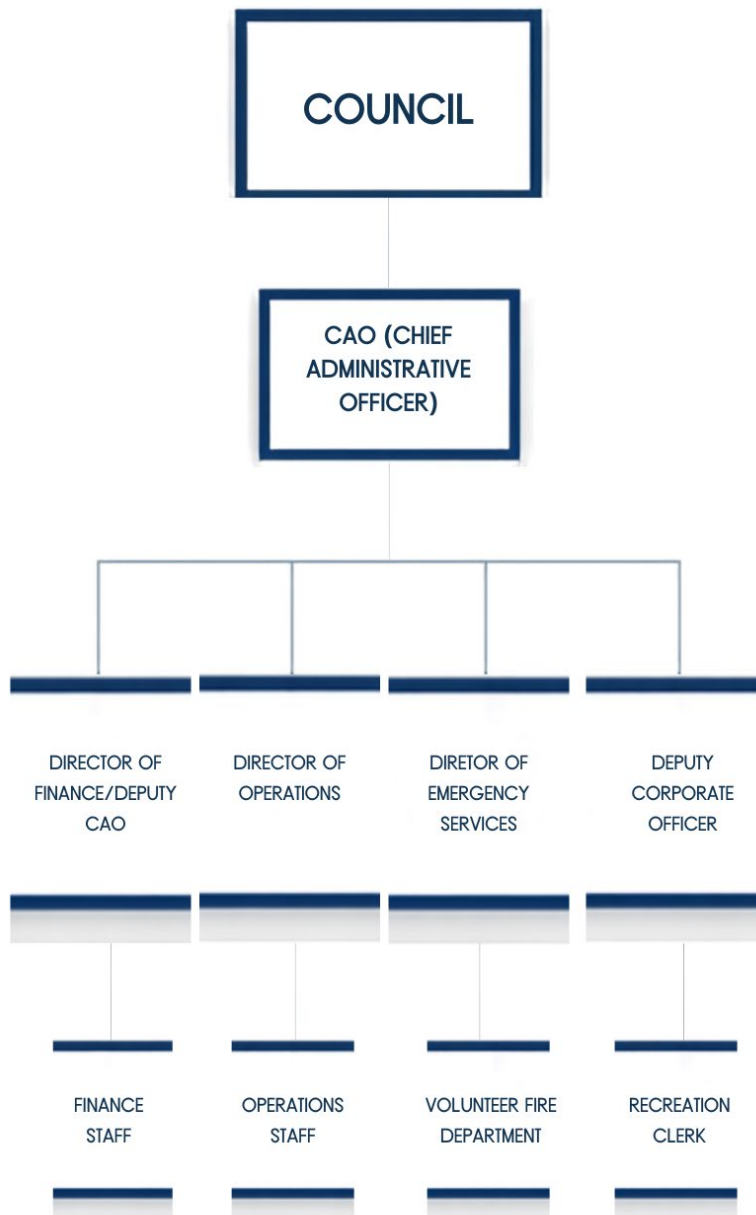 COUNCIL
CAO (CHIEF
ADMINISTRATIVE
OFFICER)
DIRECTOR OF
FINANCE/DEPUTY
CAO
DIRECTOR OF
OPERATIONS
DIRETOR OF
EMERGENCY
SERVICES
DEPUTY
CORPORATE
OFFICER
FINANCE
STAFF
OPERATIONS
STAFF
VOLUNTEER FIRE
DEPARTMENT
RECREATION
CLERK